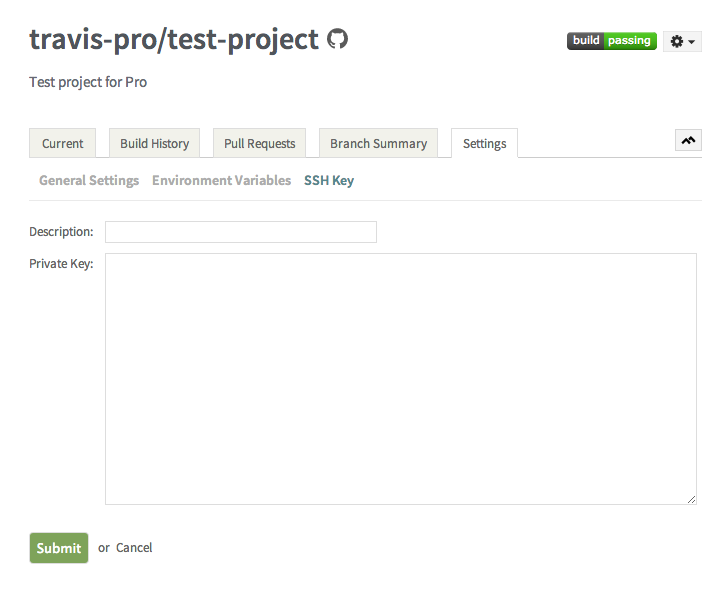 travis-pro/test-project
build passing
Test project for Pro
Current Build History Pull Requests Branch Summary Settings
General Settings Environment Variables SSH Key
Description:
Private Key:
Submit or Cancel